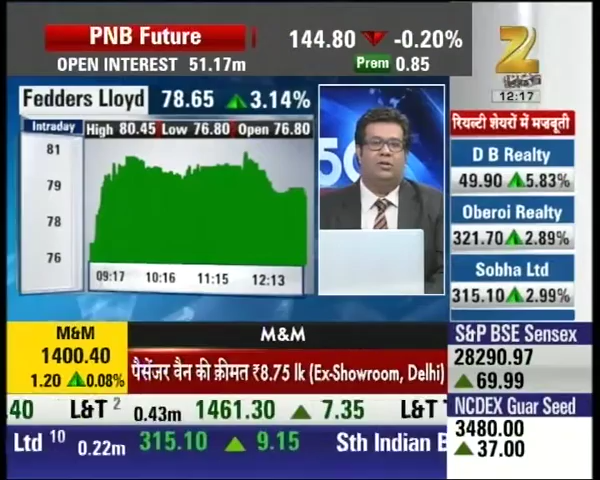 PNB Future
144.80 -0.20%
OPEN INTEREST 51.17m
Prem 0.85
12:17
Fedders Lloyd 78.65 3.14%
Intraday High 80.45 Low 76.80 Open 76.80
81
79
78
76
09:17 10:16 11:15 12:13
रियल्टी शेयरों में मजबूती
D B Realty
49.90 5.83%
Oberoi Realty
321.70 2.89%
Sobha Ltd
315.10 2.99%
M&M
1400.40
1.20 0.08%
M&M
पैसेंजर वैन की क़ीमत ₹8.75 lk (Ex-Showroom, Delhi)
S&P BSE Sensex
28290.97
69.99
NCDEX Guar Seed
3480.00
37.00
.40 L&T 2 0.43m 1461.30 7.35 L&T
Ltd 10 0.22m 315.10 9.15 Sth Indian B